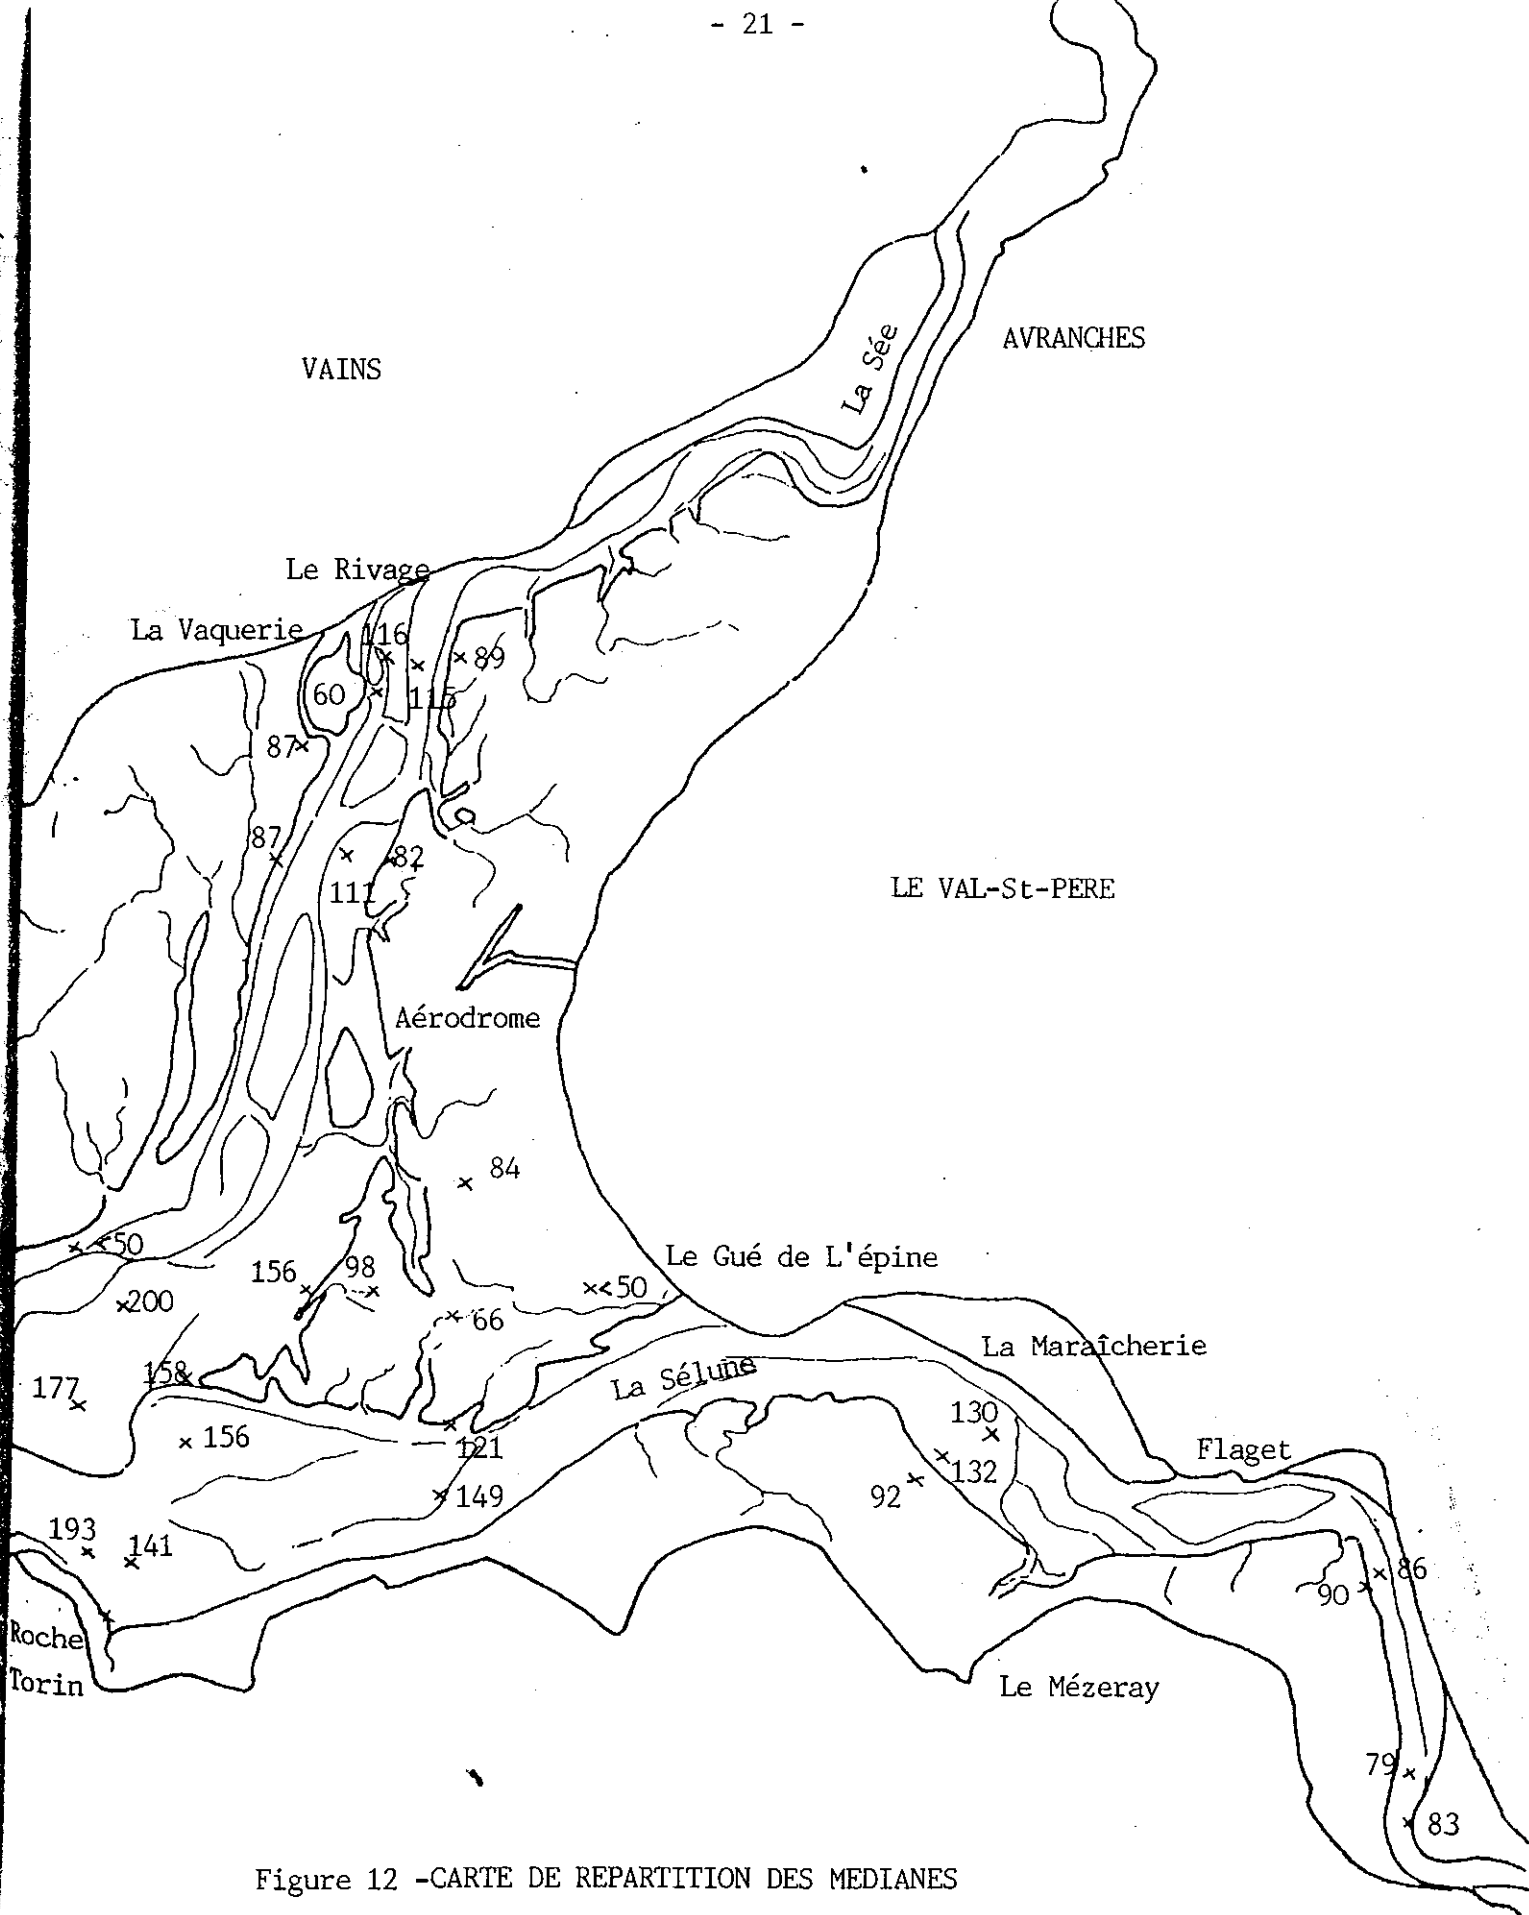 - 21 -
La Sée
AVRANCHES
VAINS
Le Rivage
La Vaquerie
116
89
60
115
87
87
82
111
LE VAL-St-PERE
Aérodrome
84
<50
Le Gué de L'épine
156
98
<50
200
66
La Maraîcherie
158
La Sélune
177
130
156
121
Flaget
132
92
149
193
141
86
90
Roche
Torin
Le Mézeray
79
83
Figure 12 -CARTE DE REPARTITION DES MEDIANES